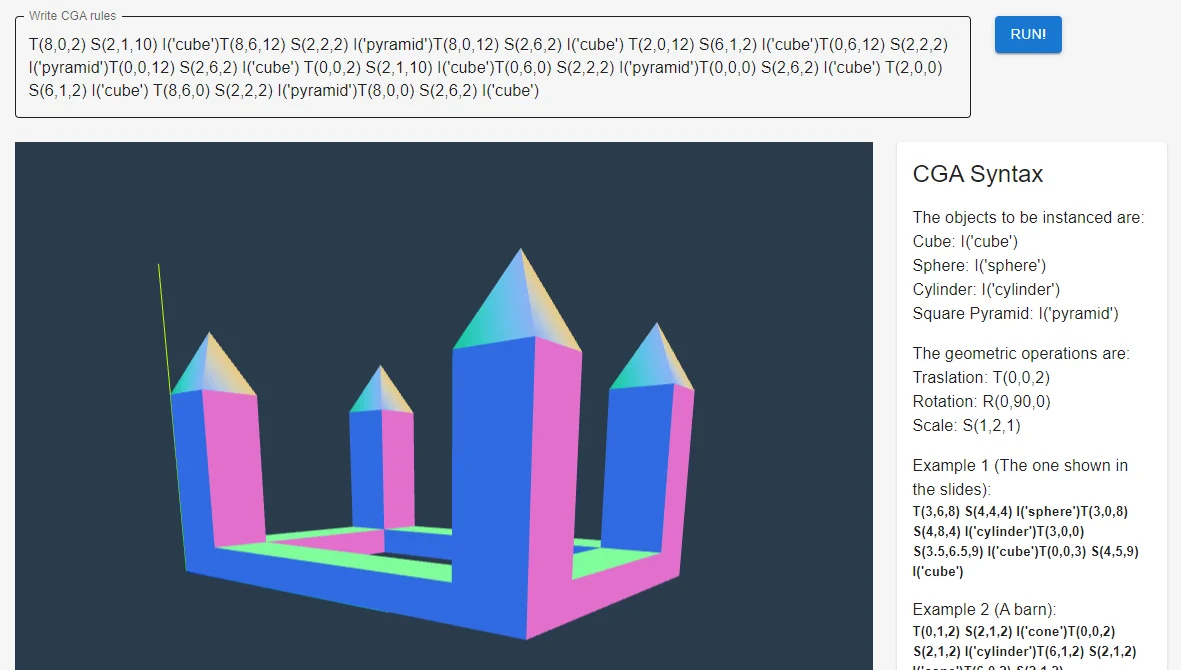 Write CGA rules
T(8,0,2) S(2,1,10) I('cube')T(8,6,12) S(2,2,2) I('pyramid')T(8,0,12) S(2,6,2) I('cube') T(2,0,12) S(6,1,2) I('cube')T(0,6,12) S(2,2,2)
I('pyramid')T(0,0,12) S(2,6,2) I('cube') T(0,0,2) S(2,1,10) I('cube')T(0,6,0) S(2,2,2) I('pyramid')T(0,0,0) S(2,6,2) I('cube') T(2,0,0)
S(6,1,2) I('cube') T(8,6,0) S(2,2,2) I('pyramid')T(8,0,0) S(2,6,2) I('cube')
RUN!
CGA Syntax
The objects to be instanced are:
Cube: I('cube')
Sphere: I('sphere')
Cylinder: I('cylinder')
Square Pyramid: I('pyramid')
The geometric operations are:
Traslation: T(0,0,2)
Rotation: R(0,90,0)
Scale: S(1,2,1)
Example 1 (The one shown in
the slides):
T(3,6,8) S(4,4,4) I('sphere')T(3,0,8)
S(4,8,4) I('cylinder')T(3,0,0)
S(3.5,6.5,9) I('cube')T(0,0,3) S(4,5,9)
I('cube')
Example 2 (A barn):
T(0,1,2) S(2,1,2) I('cone')T(0,0,2)
S(2,1,2) I('cylinder')T(6,1,2) S(2,1,2)